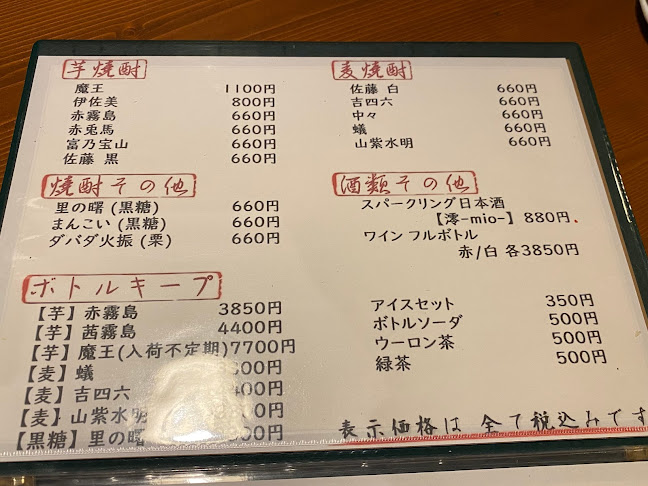 芋焼酎
魔王 1100円
伊佐美 800円
赤霧島 660円
赤兎馬 660円
富乃宝山 660円
佐藤 黒 660円
焼酎その他
里の曙 (黒糖) 660円
まんこい (黒糖) 660円
ダバダ火振 (栗) 660円
ボトルキープ
【芋】赤霧島 3850円
【芋】茜霧島 4400円
【芋】魔王(入荷不定期)7700円
【麦】蟻
【麦】吉四六
【麦】山紫水明
【黒糖】里の曙
麦焼酎
佐藤 白 660円
吉四六 660円
中々 660円
蟻 660円
山紫水明 660円
酒類その他
スパークリング日本酒
【澪-mio-】880円
ワイン フルボトル
赤/白 各3850円
アイスセット 350円
ボトルソーダ 500円
ウーロン茶 500円
緑茶 500円
表示価格は 全て税込みです